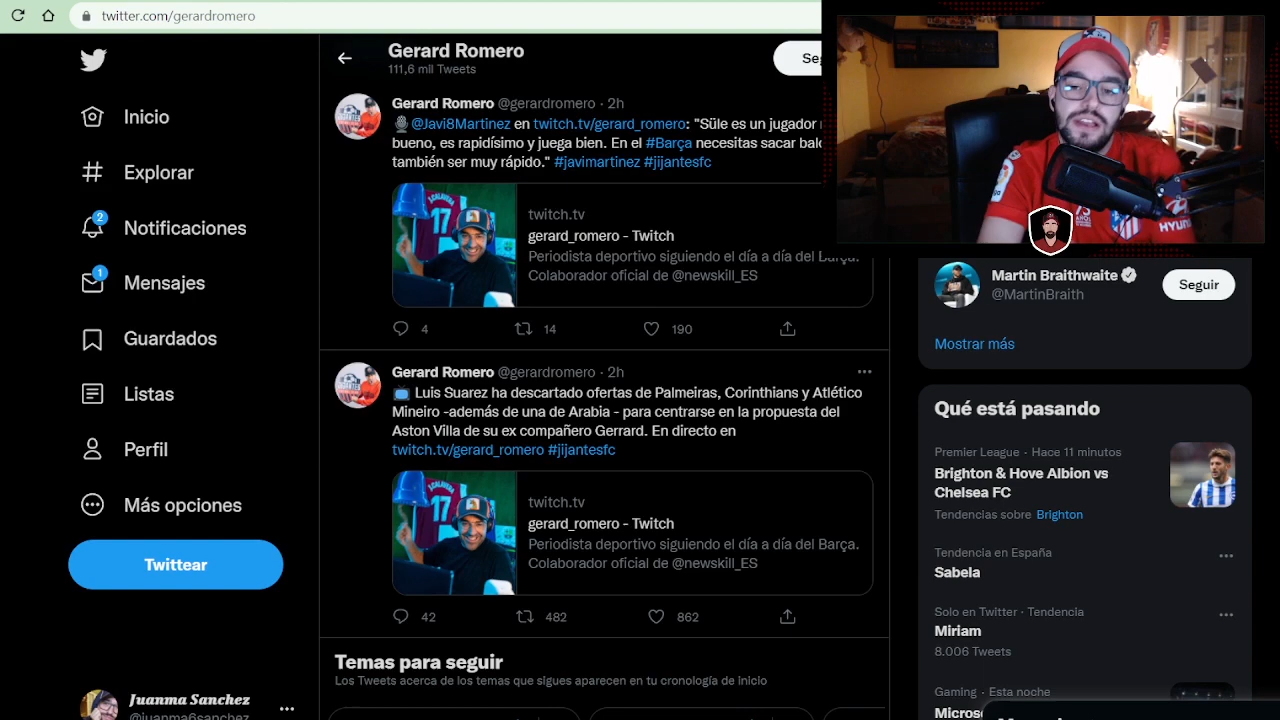 twitter.com/gerardromero
Gerard Romero
111,6 mil Tweets
Inicio
Explorar
2
Notificaciones
1
Mensajes
Guardados
Listas
Perfil
Más opciones
Twittear
Juanma Sanchez
@juanma6sanchez
Gerard Romero @gerardromero · 2h
@Javi8Martinez en twitch.tv/gerard_romero: "Süle es un jugador
bueno, es rapidísimo y juega bien. En el #Barça necesitas sacar
también ser muy rápido." #javimartinez #jijantesfc
twitch.tv
gerard_romero - Twitch
Periodista deportivo siguiendo el día a día del Barça.
Colaborador oficial de @newskill_ES
4 14 190
Gerard Romero @gerardromero · 2h
Luis Suarez ha descartado ofertas de Palmeiras, Corinthians y Atlético
Mineiro -además de una de Arabia - para centrarse en la propuesta del
Aston Villa de su ex compañero Gerrard. En directo en
twitch.tv/gerard_romero #jijantesfc
17
twitch.tv
gerard_romero - Twitch
Periodista deportivo siguiendo el día a día del Barça.
Colaborador oficial de @newskill_ES
42 482 862
Temas para seguir
Los Tweets acerca de los temas que sigues aparecen en tu cronología de inicio
HYUN
Martin Braithwaite
@MartinBraith
Seguir
Mostrar más
Qué está pasando
Premier League · Hace 11 minutos
Brighton & Hove Albion vs
Chelsea FC
Tendencias sobre Brighton
Tendencia en España
Sabela
Solo en Twitter · Tendencia
Miriam
8.006 Tweets
Gaming · Esta noche